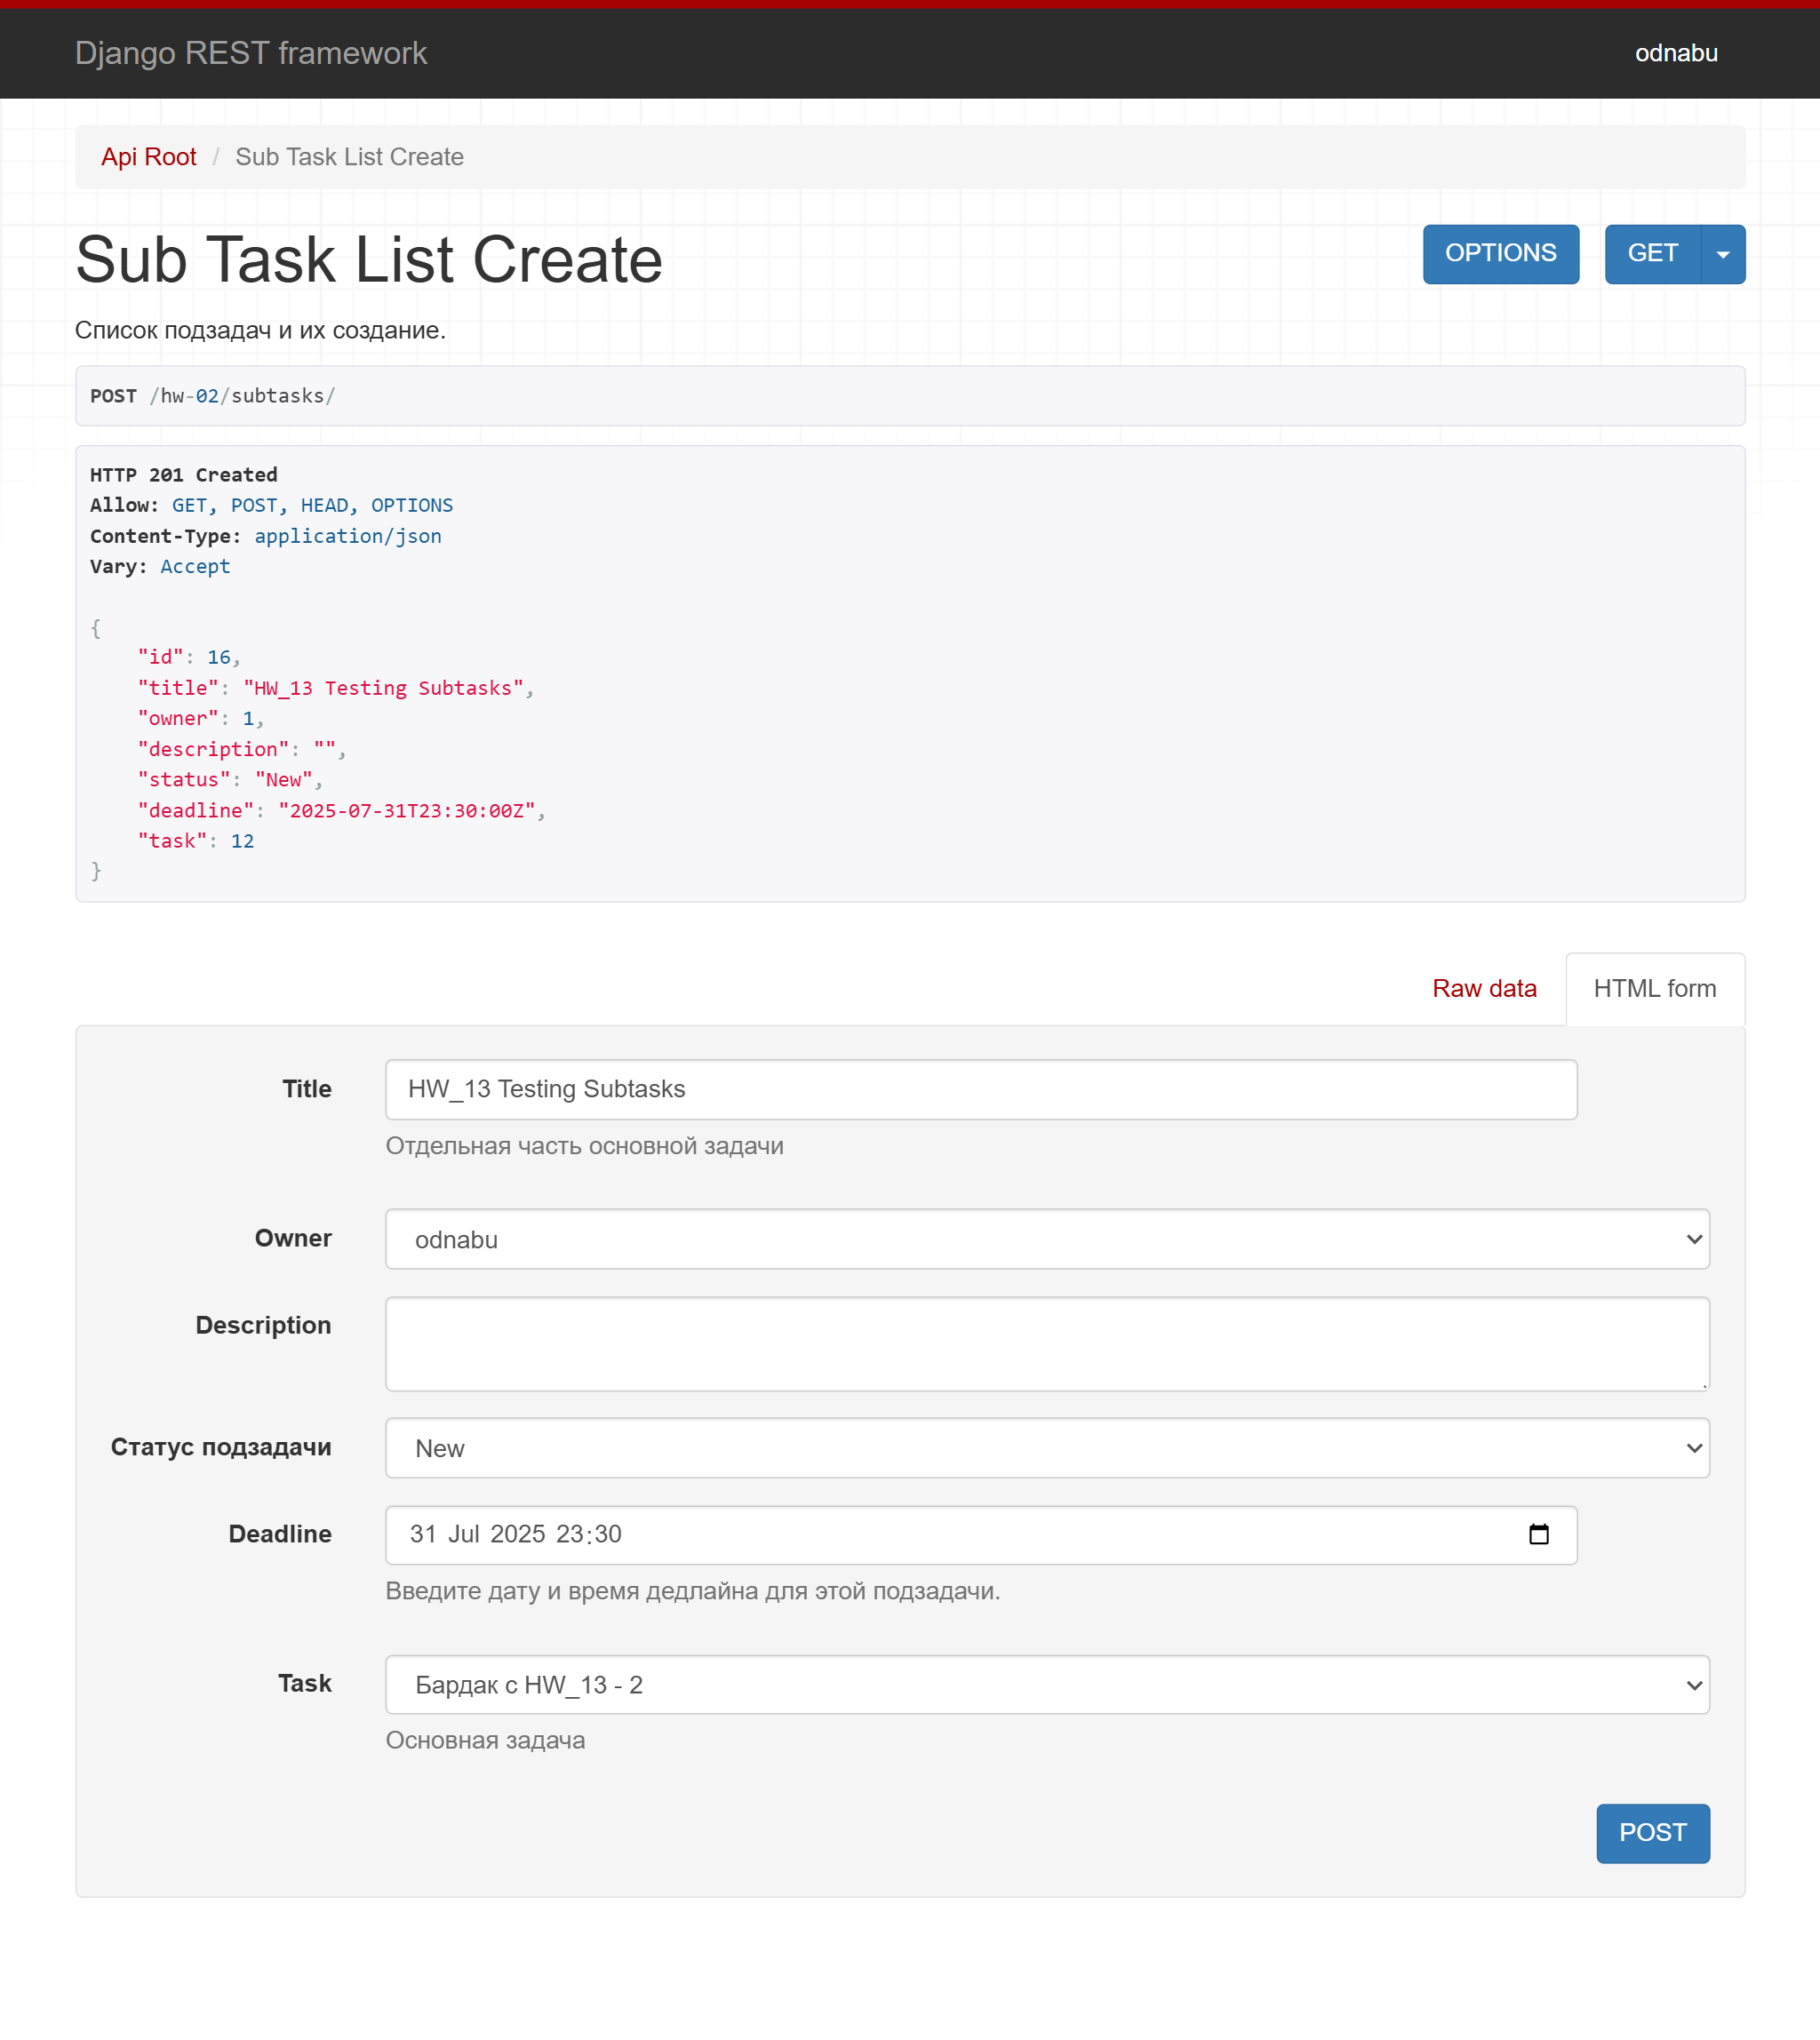 Django REST framework
odnabu
Api Root / Sub Task List Create
Sub Task List Create
OPTIONS
GET
Список подзадач и их создание.
POST /hw-02/subtasks/
HTTP 201 Created
Allow: GET, POST, HEAD, OPTIONS
Content-Type: application/json
Vary: Accept
{
    "id": 16,
    "title": "HW_13 Testing Subtasks",
    "owner": 1,
    "description": "",
    "status": "New",
    "deadline": "2025-07-31T23:30:00Z",
    "task": 12
}
Raw data
HTML form
Title
HW_13 Testing Subtasks
Отдельная часть основной задачи
Owner
odnabu
Description
Статус подзадачи
New
Deadline
31 Jul 2025 23:30
Введите дату и время дедлайна для этой подзадачи.
Task
Бардак с HW_13 - 2
Основная задача
POST